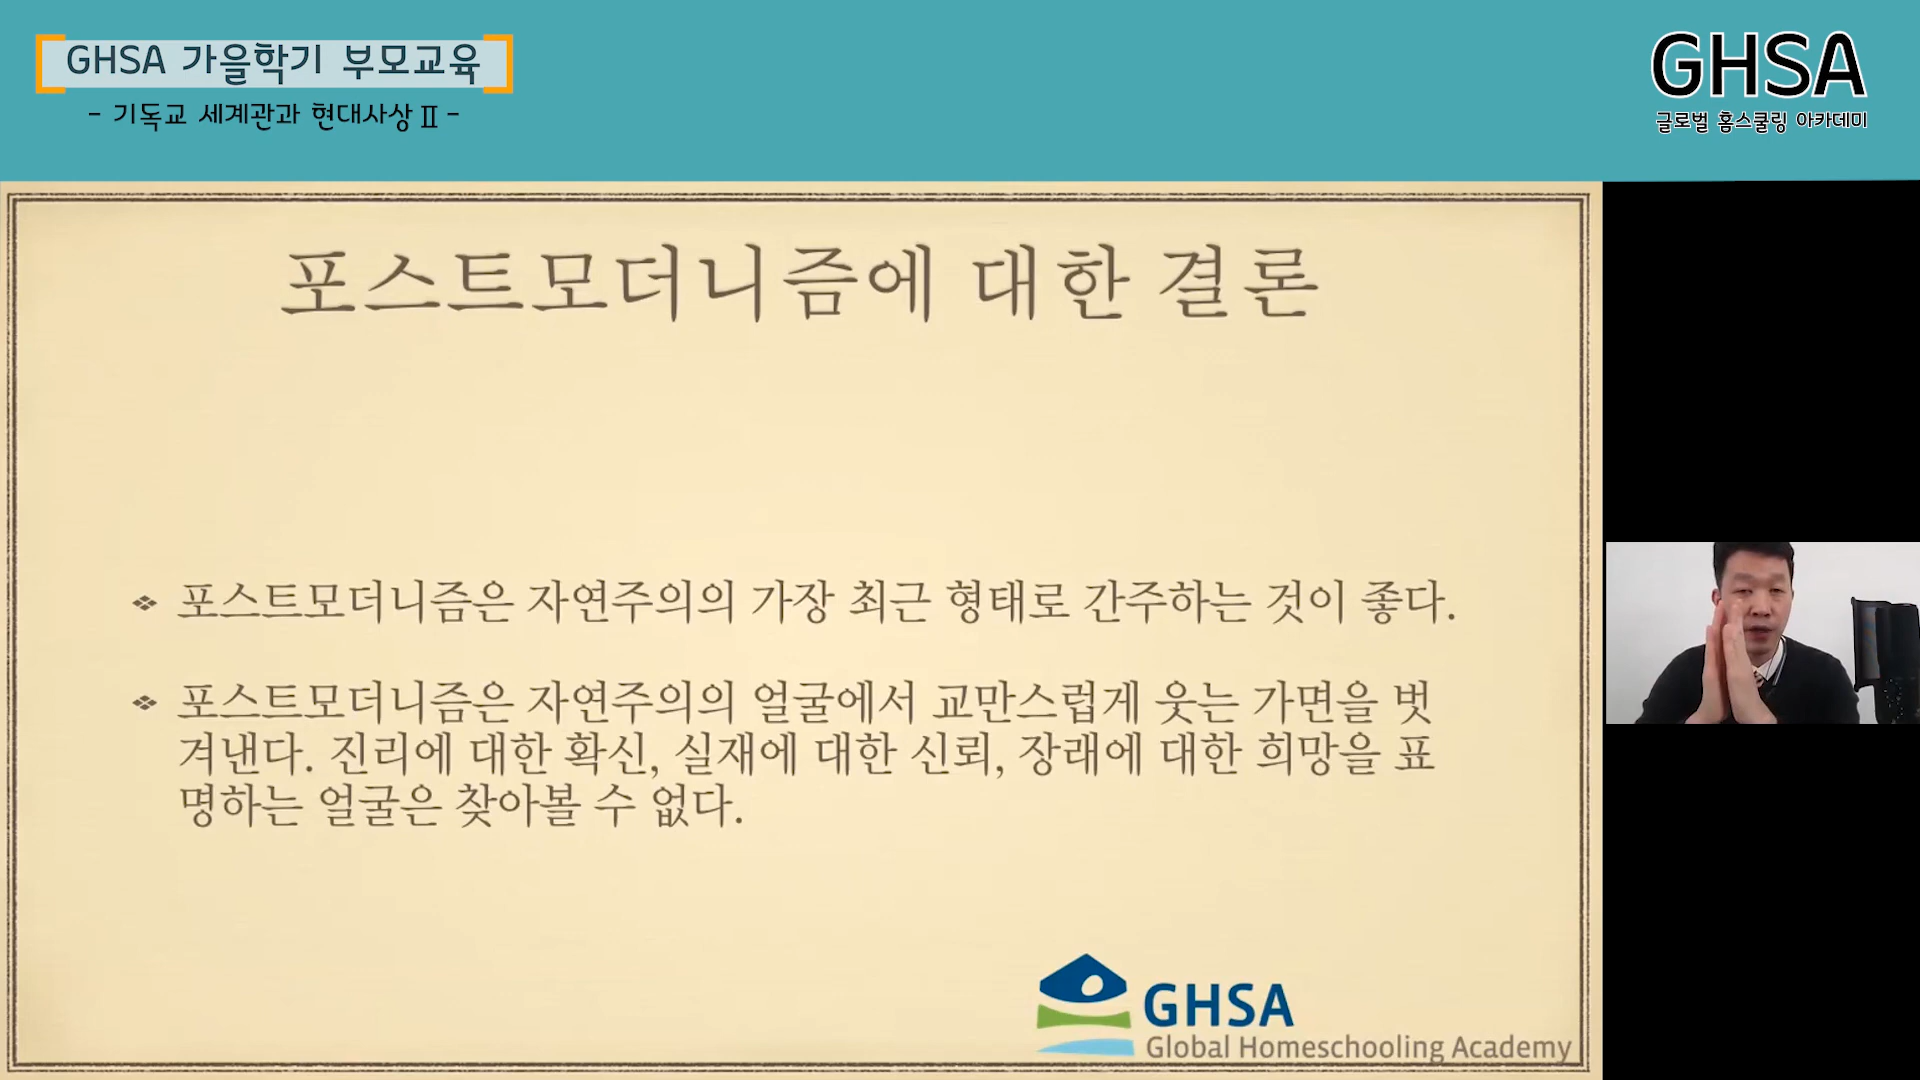 GHSA 가을학기 부모교육
- 기독교 세계관과 현대사상 Ⅱ -
GHSA
글로벌 홈스쿨링 아카데미
포스트모더니즘에 대한 결론
❖ 포스트모더니즘은 자연주의의 가장 최근 형태로 간주하는 것이 좋다.
❖ 포스트모더니즘은 자연주의의 얼굴에서 교만스럽게 웃는 가면을 벗
겨낸다. 진리에 대한 확신, 실재에 대한 신뢰, 장래에 대한 희망을 표
명하는 얼굴은 찾아볼 수 없다.
GHSA
Global Homeschooling Academy